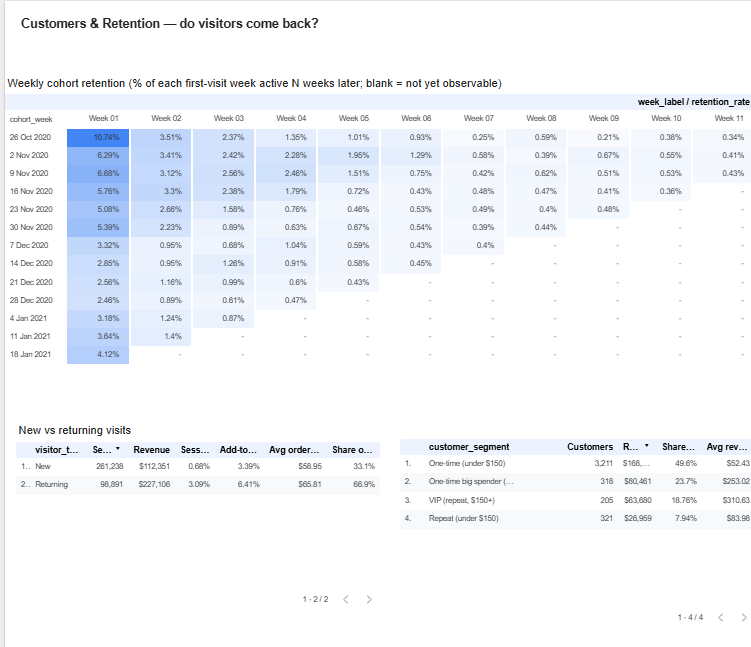 Customers & Retention — do visitors come back?
Weekly cohort retention (% of each first-visit week active N weeks later; blank = not yet observable)
week_label / retention_rate
cohort_week Week 01 Week 02 Week 03 Week 04 Week 05 Week 06 Week 07 Week 08 Week 09 Week 10 Week 11
26 Oct 2020 10.74% 3.51% 2.37% 1.35% 1.01% 0.93% 0.25% 0.59% 0.21% 0.38% 0.34%
2 Nov 2020 6.29% 3.41% 2.42% 2.28% 1.95% 1.29% 0.58% 0.39% 0.67% 0.55% 0.41%
9 Nov 2020 6.68% 3.12% 2.56% 2.46% 1.51% 0.75% 0.42% 0.62% 0.51% 0.53% 0.43%
16 Nov 2020 5.76% 3.3% 2.38% 1.79% 0.72% 0.43% 0.48% 0.47% 0.41% 0.36% -
23 Nov 2020 5.08% 2.66% 1.58% 0.76% 0.46% 0.53% 0.49% 0.4% 0.48% - -
30 Nov 2020 5.39% 2.23% 0.89% 0.63% 0.67% 0.54% 0.39% 0.44% - - -
7 Dec 2020 3.32% 0.95% 0.68% 1.04% 0.59% 0.43% 0.4% - - - -
14 Dec 2020 2.85% 0.95% 1.26% 0.91% 0.58% 0.45% - - - - -
21 Dec 2020 2.56% 1.16% 0.99% 0.6% 0.43% - - - - - -
28 Dec 2020 2.46% 0.89% 0.61% 0.47% - - - - - - -
4 Jan 2021 3.18% 1.24% 0.87% - - - - - - - -
11 Jan 2021 3.64% 1.4% - - - - - - - - -
18 Jan 2021 4.12% - - - - - - - - - -
New vs returning visits
visitor_t... Se... Revenue Sess... Add-to... Avg order... Share o...
1. New 261,238 $112,351 0.68% 3.39% $58.95 33.1%
2. Returning 98,891 $227,106 3.09% 6.41% $65.81 66.9%
1 - 2 / 2
customer_segment Customers R... Share... Avg rev...
1. One-time (under $150) 3,211 $168,... 49.6% $52.43
2. One-time big spender (... 318 $80,461 23.7% $253.02
3. VIP (repeat, $150+) 205 $63,680 18.76% $310.63
4. Repeat (under $150) 321 $26,959 7.94% $83.98
1 - 4 / 4